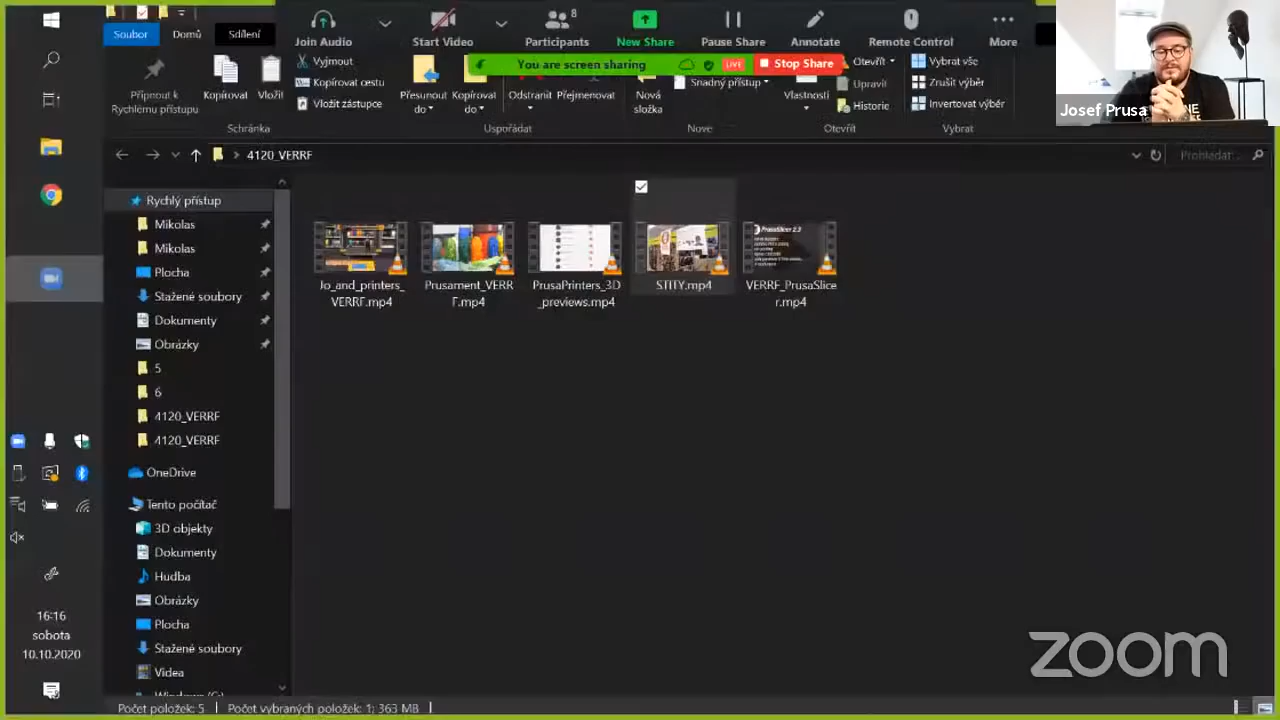 Soubor
Domů
Sdílení
Join Audio
Start Video
8
Participants
New Share
Pause Share
Annotate
Remote Control
More
You are screen sharing
LIVE
Stop Share
Josef Prusa
Připnout k
Rychlému přístupu
Kopírovat
Vložit
Vyjmout
Kopírovat cestu
Vložit zástupce
Schránka
Přesunout
do
Kopírovat
do
Odstranit
Přejmenovat
Uspořádat
Nová
složka
Snadný přístup
Nové
Vlastnosti
Otevřít
Upravit
Historie
Otevřít
Vybrat vše
Zrušit výběr
Invertovat výběr
Vybrat
4120_VERRF
Prohledat...
Rychlý přístup
Mikolas
Mikolas
Plocha
Stažené soubory
Dokumenty
Obrázky
5
6
4120_VERRF
4120_VERRF
OneDrive
Tento počítač
3D objekty
Dokumenty
Hudba
Obrázky
Plocha
Stažené soubory
Videa
Windows (C:)
Jo_and_printers_
VERRF.mp4
Prusament_VERR
F.mp4
PrusaPrinters_3D
_previews.mp4
STITY.mp4
PrusaSlicer 2.3
VERRF_PrusaSlice
r.mp4
16:16
sobota
10.10.2020
Počet položek: 5
Počet vybraných položek: 1; 363 MB
zoom